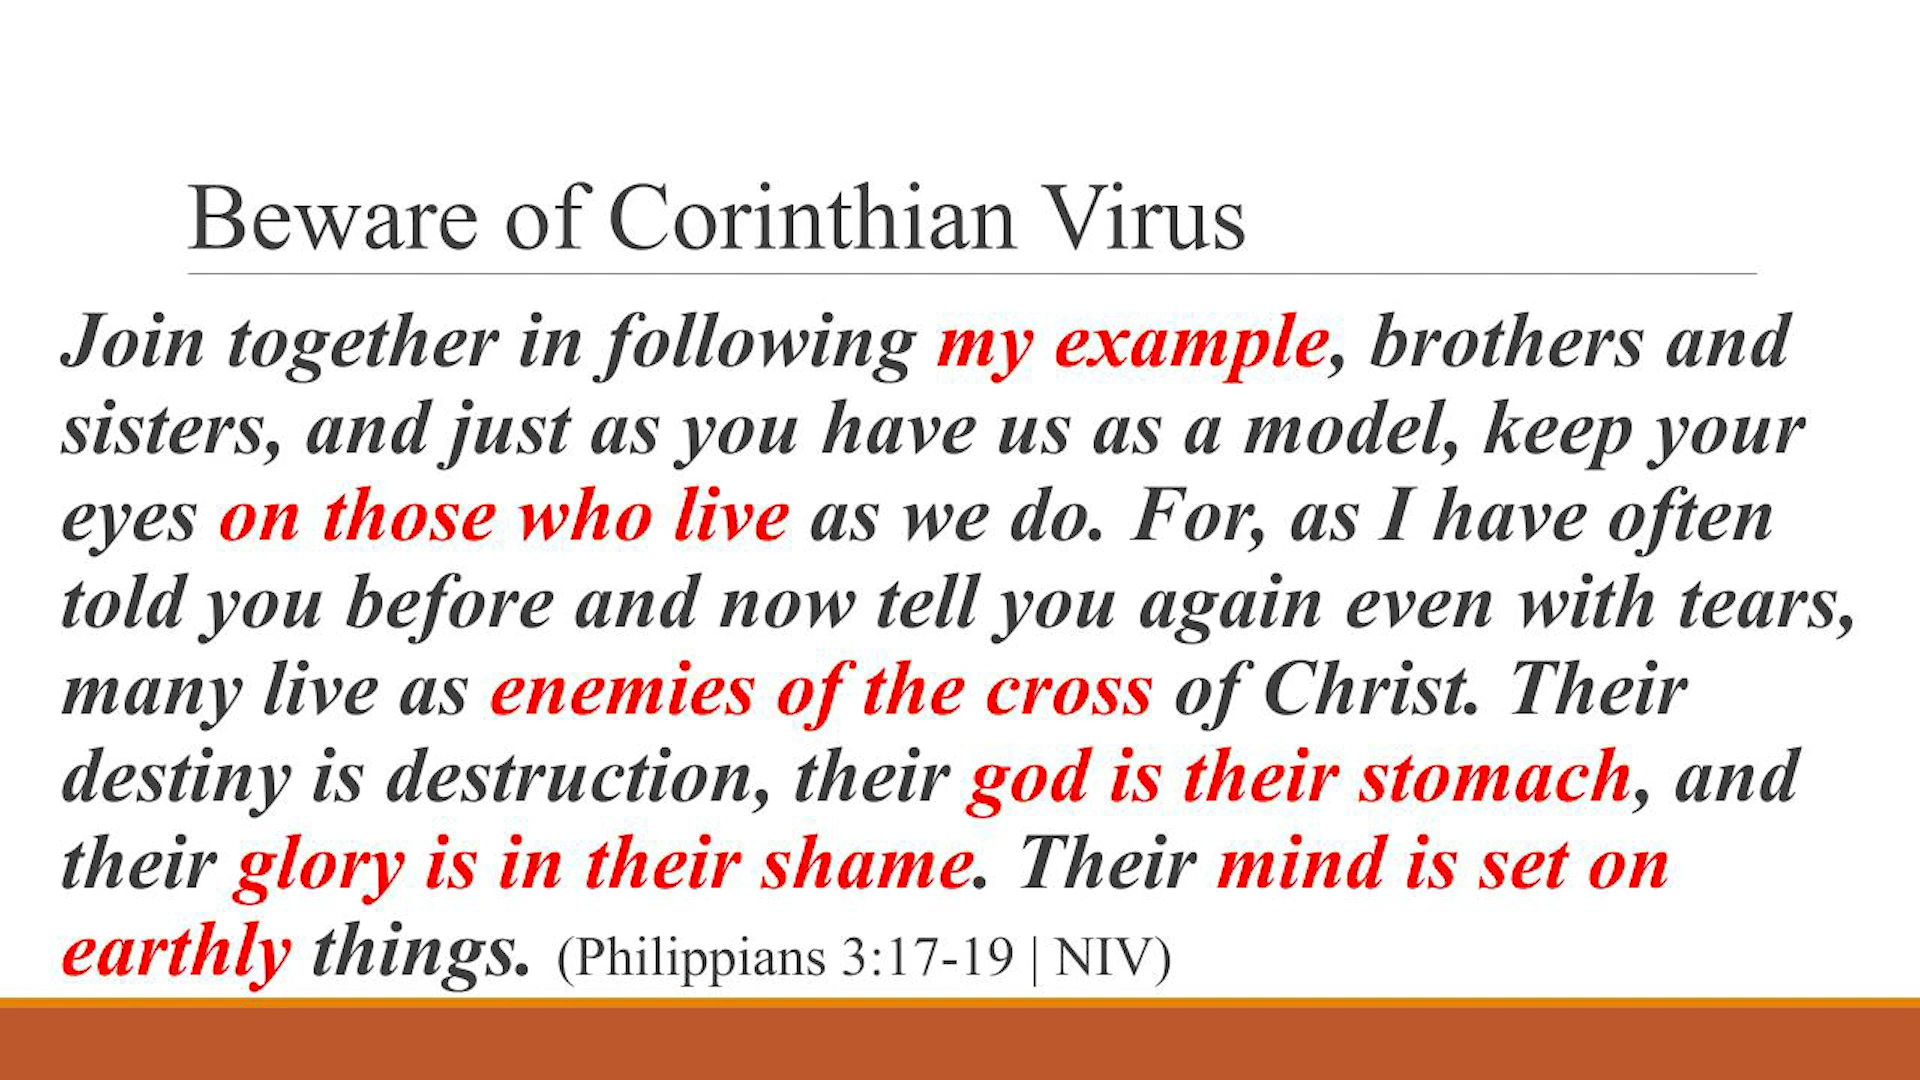 Beware of Corinthian Virus
Join together in following my example, brothers and
sisters, and just as you have us as a model, keep your
eyes on those who live as we do. For, as I have often
told you before and now tell you again even with tears,
many live as enemies of the cross of Christ. Their
destiny is destruction, their god is their stomach, and
their glory is in their shame. Their mind is set on
earthly things. (Philippians 3:17-19 | NIV)